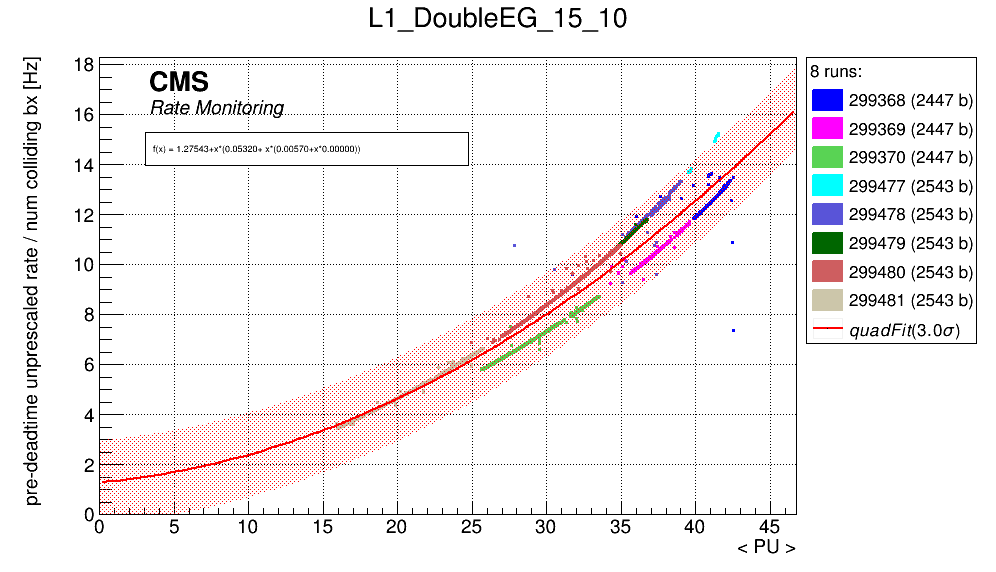 L1_DoubleEG_15_10
pre-deadtime unprescaled rate / num colliding bx [Hz]
18
16
14
12
10
8
6
4
2
0
CMS
Rate Monitoring
f(x) = 1.27543+x*(0.05320+ x*(0.00570+x*0.00000))
0 5 10 15 20 25 30 35 40 45
< PU >
8 runs:
299368 (2447 b)
299369 (2447 b)
299370 (2447 b)
299477 (2543 b)
299478 (2543 b)
299479 (2543 b)
299480 (2543 b)
299481 (2543 b)
quadFit(3.0σ)